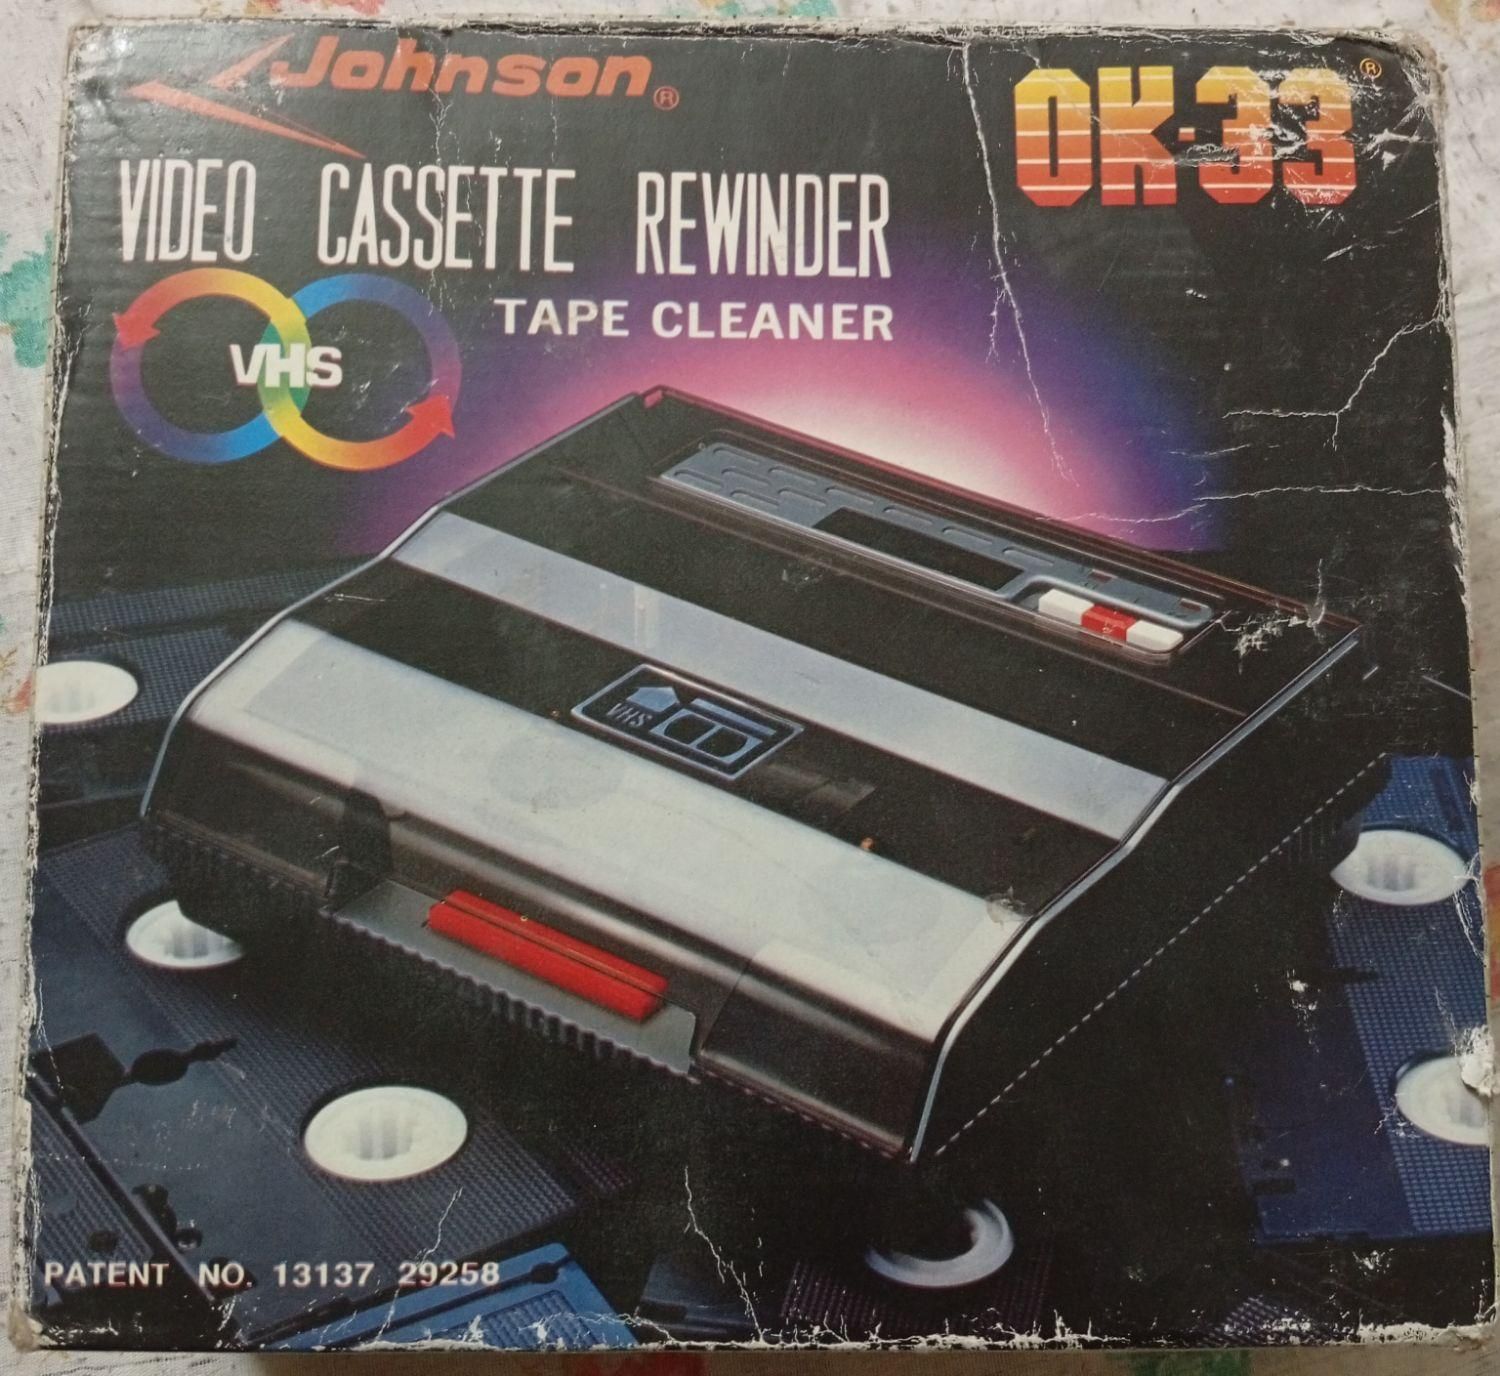 Johnson®
OK-33®
VIDEO CASSETTE REWINDER
TAPE CLEANER
VHS
VHS
PATENT NO. 13137 29258